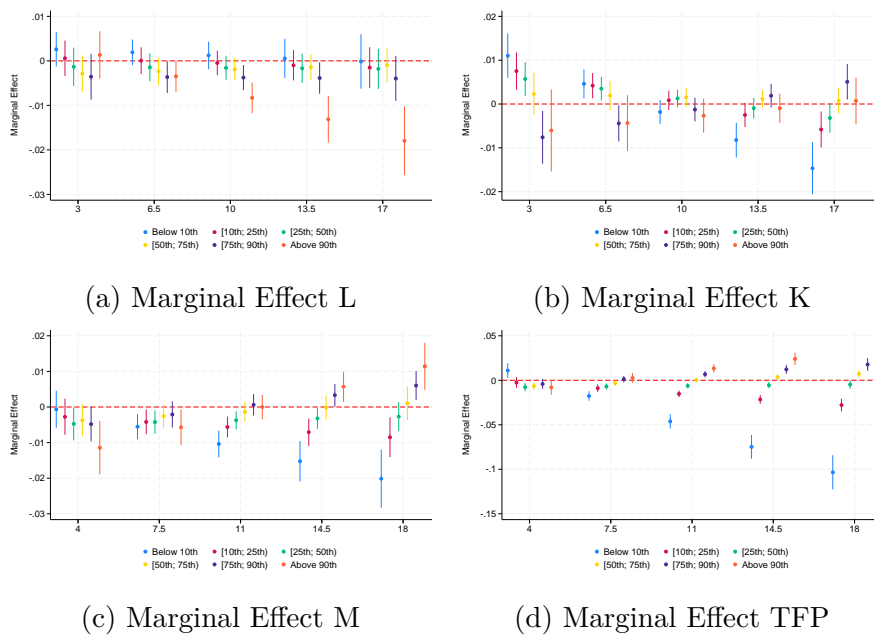 .01
0
-.01
-.02
-.03
Marginal Effect
3 6.5 10 13.5 17
Below 10th [10th; 25th) [25th; 50th)
[50th; 75th) [75th; 90th) Above 90th
(a) Marginal Effect L
.02
.01
0
-.01
-.02
Marginal Effect
3 6.5 10 13.5 17
Below 10th [10th; 25th) [25th; 50th)
[50th; 75th) [75th; 90th) Above 90th
(b) Marginal Effect K
.02
.01
0
-.01
-.02
-.03
Marginal Effect
4 7.5 11 14.5 18
Below 10th [10th; 25th) [25th; 50th)
[50th; 75th) [75th; 90th) Above 90th
(c) Marginal Effect M
.05
0
-.05
-.1
-.15
Marginal Effect
4 7.5 11 14.5 18
Below 10th [10th; 25th) [25th; 50th)
[50th; 75th) [75th; 90th) Above 90th
(d) Marginal Effect TFP